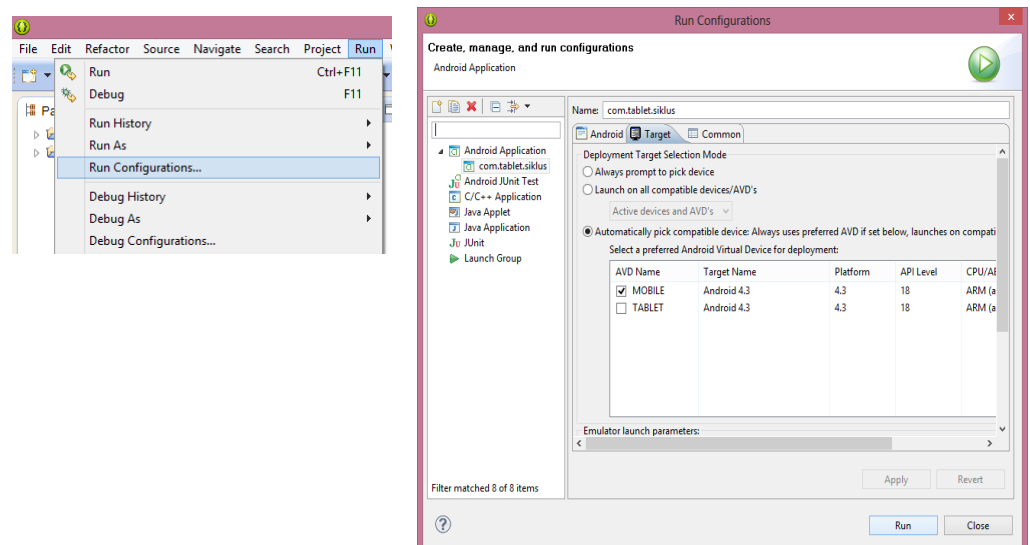 File Edit Refactor Source Navigate Search Project Run
Run Ctrl+F11
Debug F11
Run History
Run As
Run Configurations...
Debug History
Debug As
Debug Configurations...
Run Configurations
Create, manage, and run configurations
Android Application
Android Application
com.tablet.siklus
Android JUnit Test
C/C++ Application
Java Applet
Java Application
JUnit
Launch Group
Filter matched 8 of 8 items
Name: com.tablet.siklus
Android Target Common
Deployment Target Selection Mode
Always prompt to pick device
Launch on all compatible devices/AVD's
Active devices and AVD's
Automatically pick compatible device: Always uses preferred AVD if set below, launches on compati
Select a preferred Android Virtual Device for deployment:
AVD Name Target Name Platform API Level CPU/AB
MOBILE Android 4.3 4.3 18 ARM (a
TABLET Android 4.3 4.3 18 ARM (a
Emulator launch parameters:
Apply Revert
Run Close